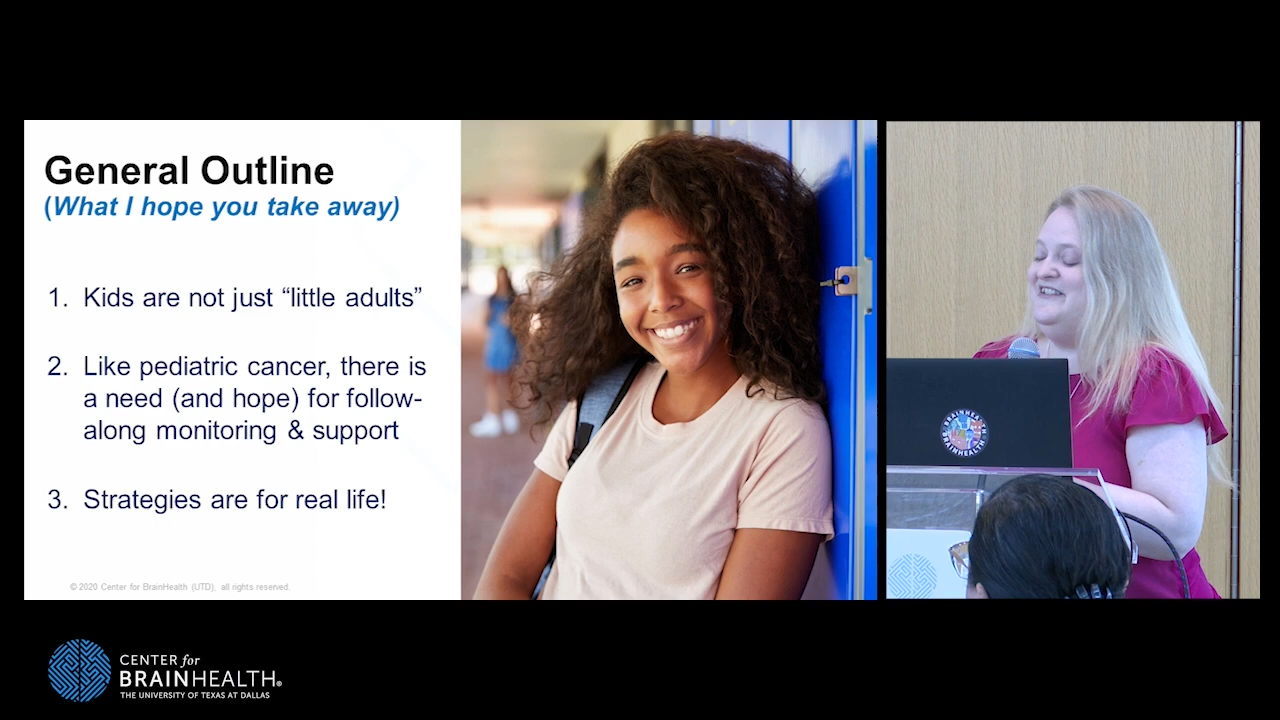 General Outline
(What I hope you take away)
1. Kids are not just “little adults”
2. Like pediatric cancer, there is
a need (and hope) for follow-
along monitoring & support
3. Strategies are for real life!
©2020 Center for BrainHealth (UTD), all rights reserved.
BRAINHEALTH
BRAINHEALTH
CENTER for
BRAINHEALTH®
THE UNIVERSITY OF TEXAS AT DALLAS